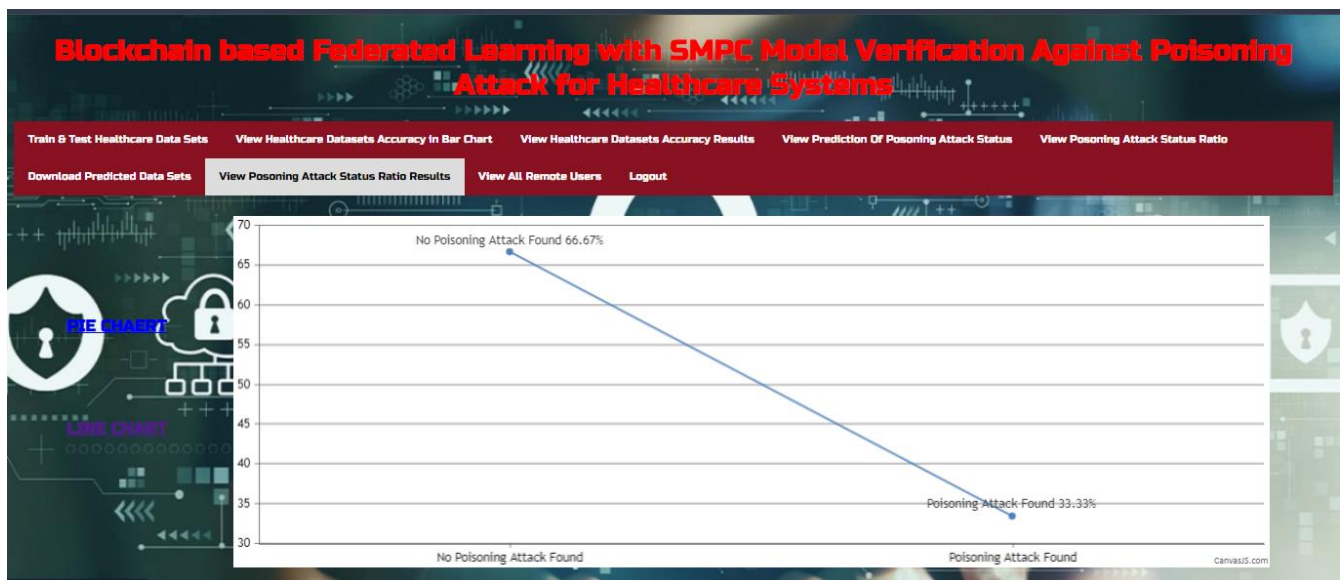 Blockchain based Federated Learning with SMPC Model Verification Against Poisoning
Attack for Healthcare Systems
Train & Test Healthcare Data Sets View Healthcare Datasets Accuracy in Bar Chart View Healthcare Datasets Accuracy Results View Prediction Of Posoning Attack Status View Posoning Attack Status Ratio
Download Predicted Data Sets View Posoning Attack Status Ratio Results View All Remote Users Logout
70
No Poisoning Attack Found 66.67%
65
60
PIE CHAERT
55
50
45
LINE CHART
40
35
Poisoning Attack Found 33.33%
30
No Poisoning Attack Found Poisoning Attack Found
CanvasJS.com